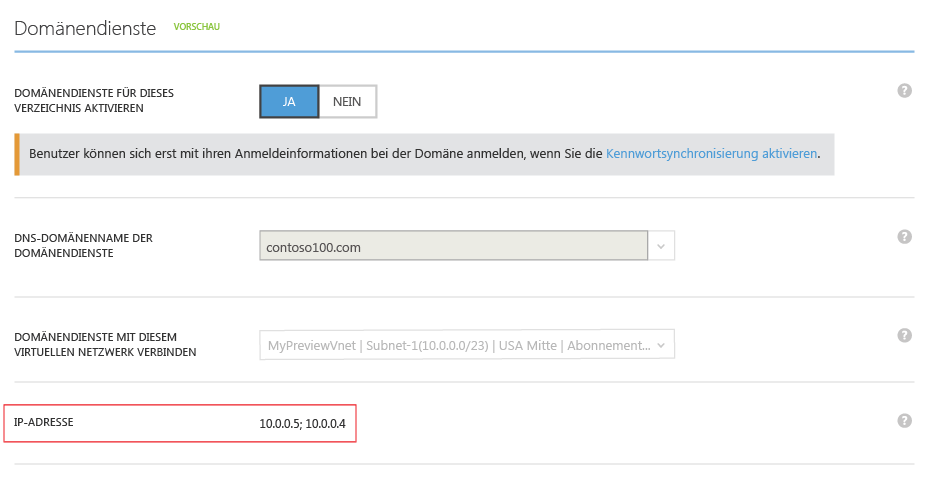 Domänendienste VORSCHAU
DOMÄNENDIENSTE FÜR DIESES
VERZEICHNIS AKTIVIEREN
JA NEIN
Benutzer können sich erst mit ihren Anmeldeinformationen bei der Domäne anmelden, wenn Sie die Kennwortsynchronisierung aktivieren.
DNS-DOMÄNENNAME DER
DOMÄNENDIENSTE
contoso100.com
DOMÄNENDIENSTE MIT DIESEM
VIRTUELLEN NETZWERK VERBINDEN
MyPreviewVnet | Subnet-1(10.0.0.0/23) | USA Mitte | Abonnement...
IP-ADRESSE 10.0.0.5; 10.0.0.4